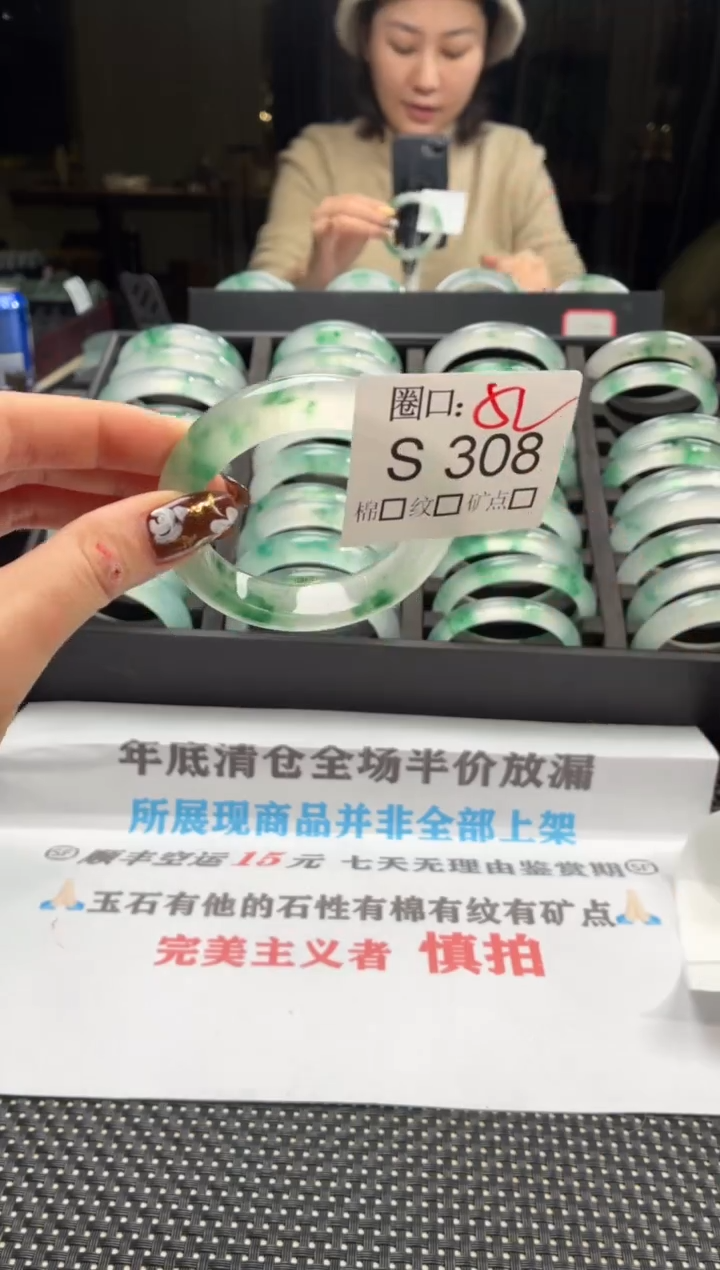 圈口:
S 308
棉□ 纹□ 矿点□
年底清仓全场半价放漏
所展现商品并非全部上架
SF 顺丰空运 15 元 七天无理由鉴赏期 SF
🙏玉石有他的石性有棉有纹有矿点🙏
完美主义者 慎拍